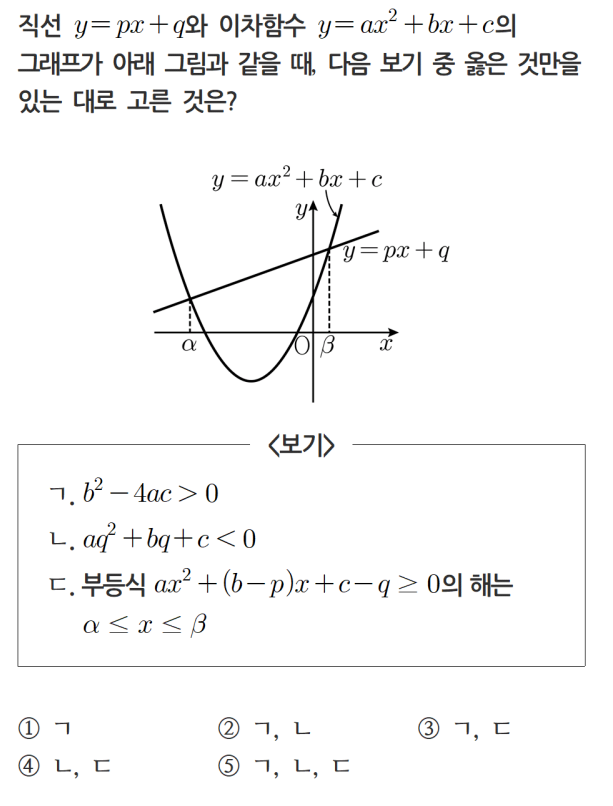 직선 y=px+q와 이차함수 y=ax²+bx+c의
그래프가 아래 그림과 같을 때, 다음 보기 중 옳은 것만을
있는 대로 고른 것은?
y=ax²+bx+c
y
y=px+q
α
O
β
x
<보기>
ㄱ. b²-4ac>0
ㄴ. aq²+bq+c<0
ㄷ. 부등식 ax²+(b-p)x+c-q≥0의 해는
α≤x≤β
① ㄱ ② ㄱ, ㄴ ③ ㄱ, ㄷ
④ ㄴ, ㄷ ⑤ ㄱ, ㄴ, ㄷ